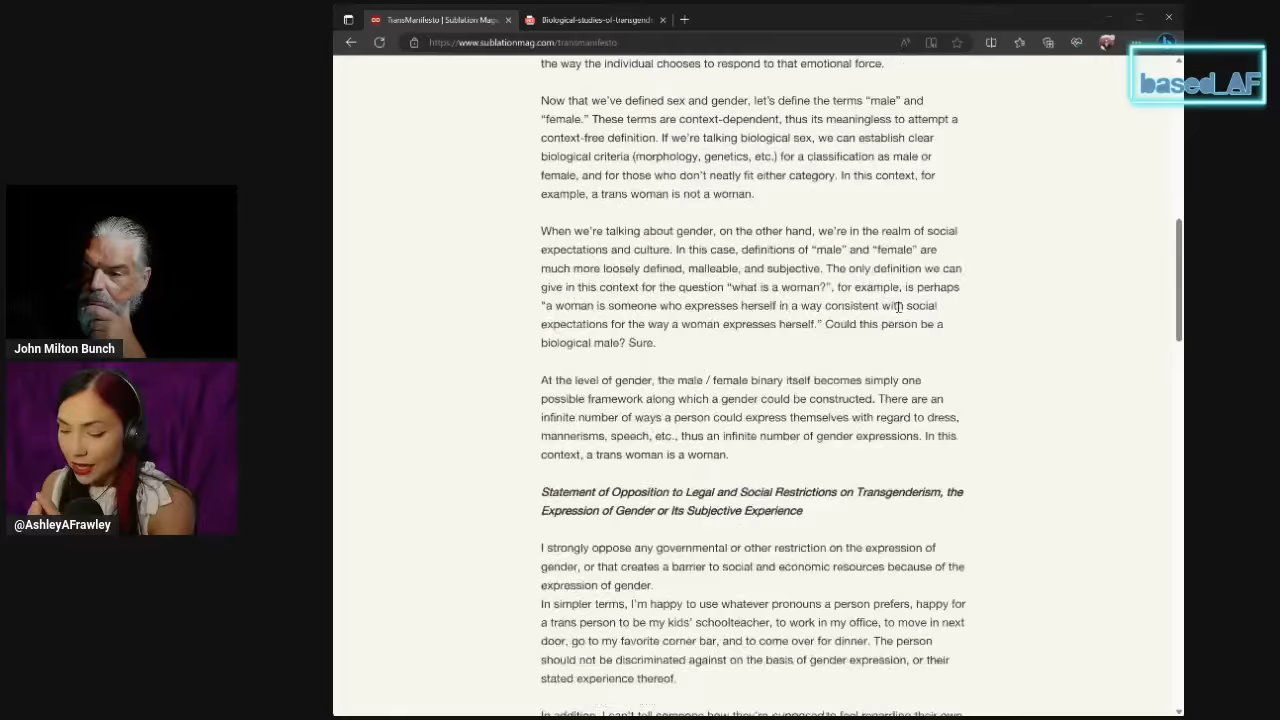 TransManifesto | Sublation Mag
Biological-studies-of-transgend
https://www.sublationmag.com/transmanifesto
based_AF
the way the individual chooses to respond to that emotional force.
Now that we've defined sex and gender, let's define the terms “male” and
“female.” These terms are context-dependent, thus its meaningless to attempt a
context-free definition. If we're talking biological sex, we can establish clear
biological criteria (morphology, genetics, etc.) for a classification as male or
female, and for those who don't neatly fit either category. In this context, for
example, a trans woman is not a woman.
When we're talking about gender, on the other hand, we're in the realm of social
expectations and culture. In this case, definitions of “male” and “female” are
much more loosely defined, malleable, and subjective. The only definition we can
give in this context for the question “what is a woman?”, for example, is perhaps
“a woman is someone who expresses herself in a way consistent with social
expectations for the way a woman expresses herself.” Could this person be a
biological male? Sure.
At the level of gender, the male / female binary itself becomes simply one
possible framework along which a gender could be constructed. There are an
infinite number of ways a person could express themselves with regard to dress,
mannerisms, speech, etc., thus an infinite number of gender expressions. In this
context, a trans woman is a woman.
Statement of Opposition to Legal and Social Restrictions on Transgenderism, the
Expression of Gender or Its Subjective Experience
I strongly oppose any governmental or other restriction on the expression of
gender, or that creates a barrier to social and economic resources because of the
expression of gender.
In simpler terms, I'm happy to use whatever pronouns a person prefers, happy for
a trans person to be my kids' schoolteacher, to work in my office, to move in next
door, go to my favorite corner bar, and to come over for dinner. The person
should not be discriminated against on the basis of gender expression, or their
stated experience thereof.
In addition, I can't tell someone how they're supposed to feel regarding their own
John Milton Bunch
@AshleyAFrawley